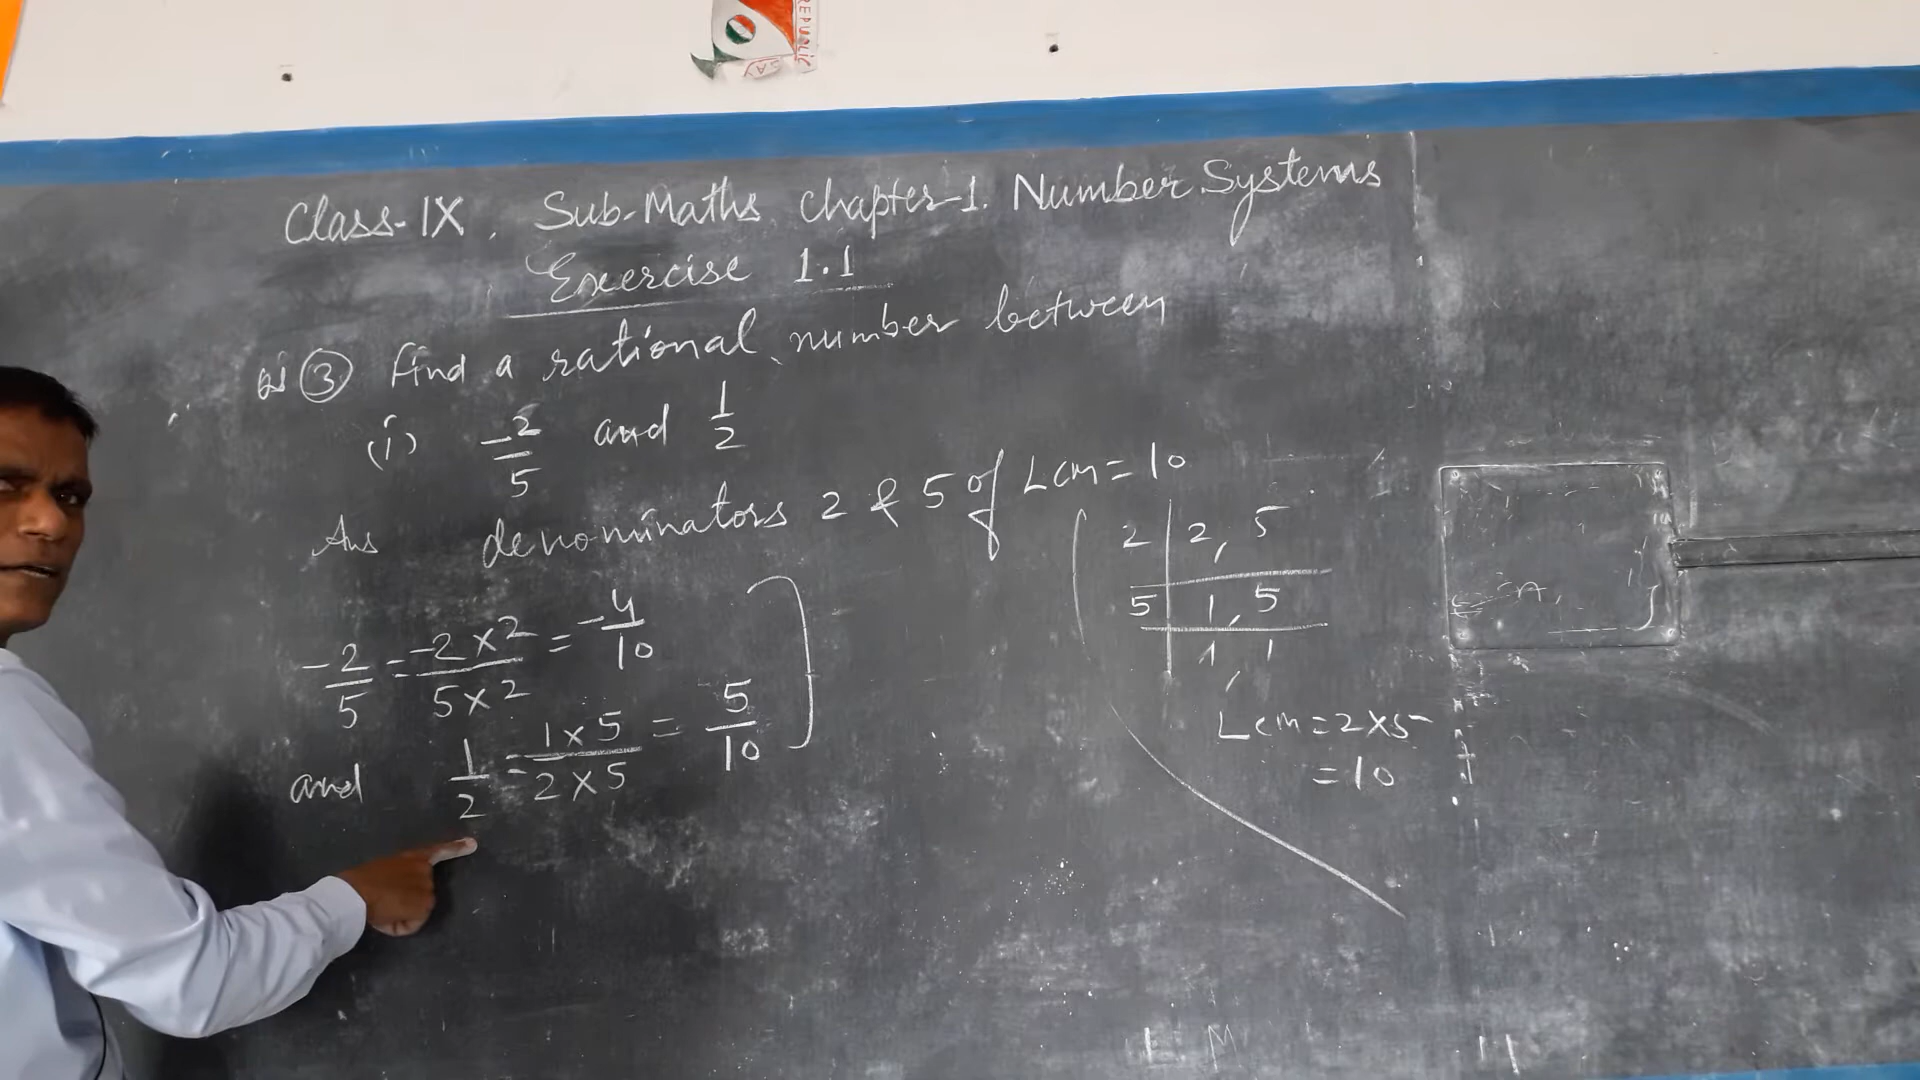 REPUBLIC
Class-IX, Sub-Maths, Chapter-1. Number Systems
Exercise 1.1
③ Find a rational number between
(i) -2/5 and 1/2
Ans denominators 2 & 5 of Lcm = 10
-2/5 = -2×2/5×2 = -4/10
and 1/2 = 1×5/2×5 = 5/10
2 | 2, 5
5 | 1, 5
1, 1
Lcm = 2×5
= 10